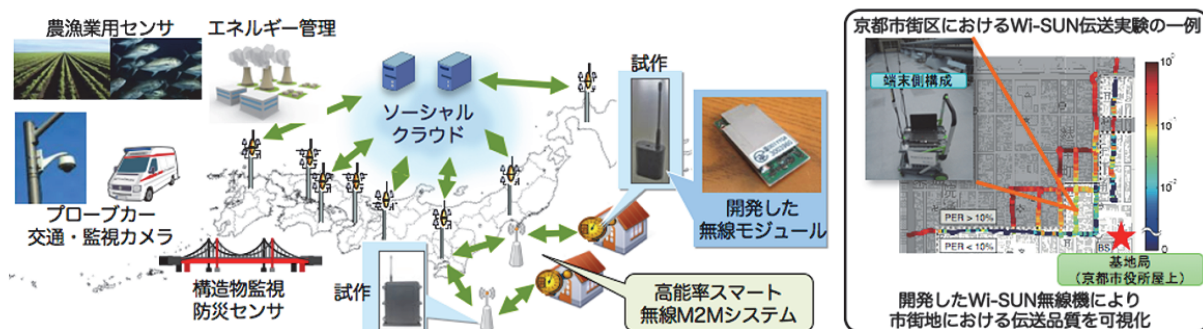 農漁業用センサ
エネルギー管理
ソーシャル
クラウド
プローブカー
交通・監視カメラ
構造物監視
防災センサ
試作
試作
開発した
無線モジュール
高能率スマート
無線M2Mシステム
京都市街区におけるWi-SUN伝送実験の一例
端末側構成
PER > 10%
PER < 10%
BS
10⁰
10⁻¹
10⁻²
0
基地局
(京都市役所屋上)
開発したWi-SUN無線機により
市街地における伝送品質を可視化